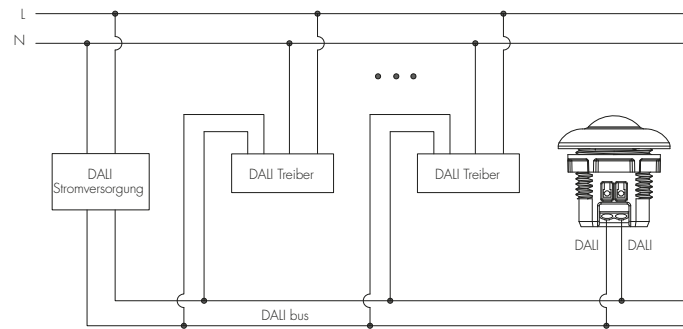 L
N
DALI
Stromversorgung
DALI Treiber
DALI Treiber
DALI
DALI
DALI bus